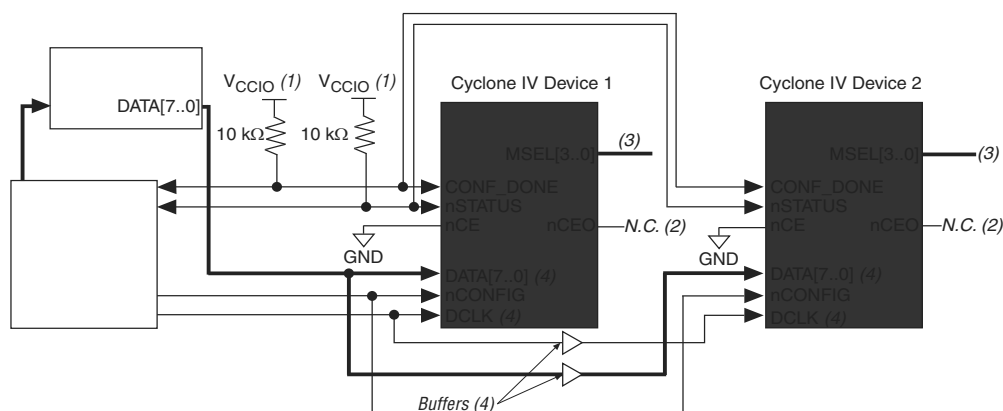 Cyclone IV Device 1
Cyclone IV Device 2
VCCIO (1)
VCCIO (1)
DATA[7..0]
10 kΩ
10 kΩ
MSEL[3..0]
(3)
CONF_DONE
nSTATUS
nCE
nCEO
N.C. (2)
GND
DATA[7..0] (4)
nCONFIG
DCLK (4)
MSEL[3..0]
(3)
CONF_DONE
nSTATUS
nCE
nCEO
N.C. (2)
GND
DATA[7..0] (4)
nCONFIG
DCLK (4)
Buffers (4)